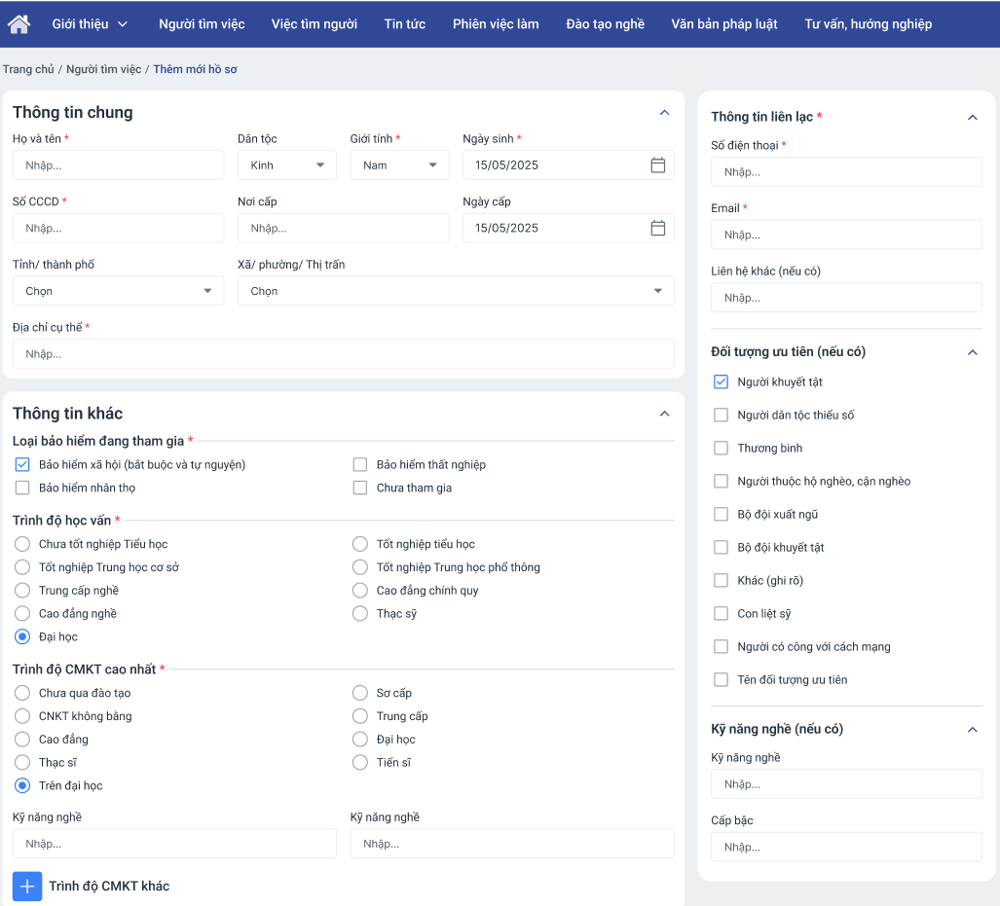 Giới thiệu Người tìm việc Việc tìm người Tin tức Phiên việc làm Đào tạo nghề Văn bản pháp luật Tư vấn, hướng nghiệp
Trang chủ / Người tìm việc / Thêm mới hồ sơ
Thông tin chung
Họ và tên * Dân tộc Giới tính * Ngày sinh *
Nhập... Kinh Nam 15/05/2025
Số CCCD * Nơi cấp Ngày cấp
Nhập... Nhập... 15/05/2025
Tỉnh/ thành phố Xã/ phường/ Thị trấn
Chọn Chọn
Địa chỉ cụ thể *
Nhập...
Thông tin khác
Loại bảo hiểm đang tham gia *
Bảo hiểm xã hội (bắt buộc và tự nguyện) Bảo hiểm thất nghiệp
Bảo hiểm nhân thọ Chưa tham gia
Trình độ học vấn *
Chưa tốt nghiệp Tiểu học Tốt nghiệp tiểu học
Tốt nghiệp Trung học cơ sở Tốt nghiệp Trung học phổ thông
Trung cấp nghề Cao đẳng chính quy
Cao đẳng nghề Thạc sỹ
Đại học
Trình độ CMKT cao nhất *
Chưa qua đào tạo Sơ cấp
CNKT không bằng Trung cấp
Cao đẳng Đại học
Thạc sĩ Tiến sĩ
Trên đại học
Kỹ năng nghề Kỹ năng nghề
Nhập... Nhập...
Trình độ CMKT khác
Thông tin liên lạc *
Số điện thoại *
Nhập...
Email *
Nhập...
Liên hệ khác (nếu có)
Nhập...
Đối tượng ưu tiên (nếu có)
Người khuyết tật
Người dân tộc thiểu số
Thương binh
Người thuộc hộ nghèo, cận nghèo
Bộ đội xuất ngũ
Bộ đội khuyết tật
Khác (ghi rõ)
Con liệt sỹ
Người có công với cách mạng
Tên đối tượng ưu tiên
Kỹ năng nghề (nếu có)
Kỹ năng nghề
Nhập...
Cấp bậc
Nhập...